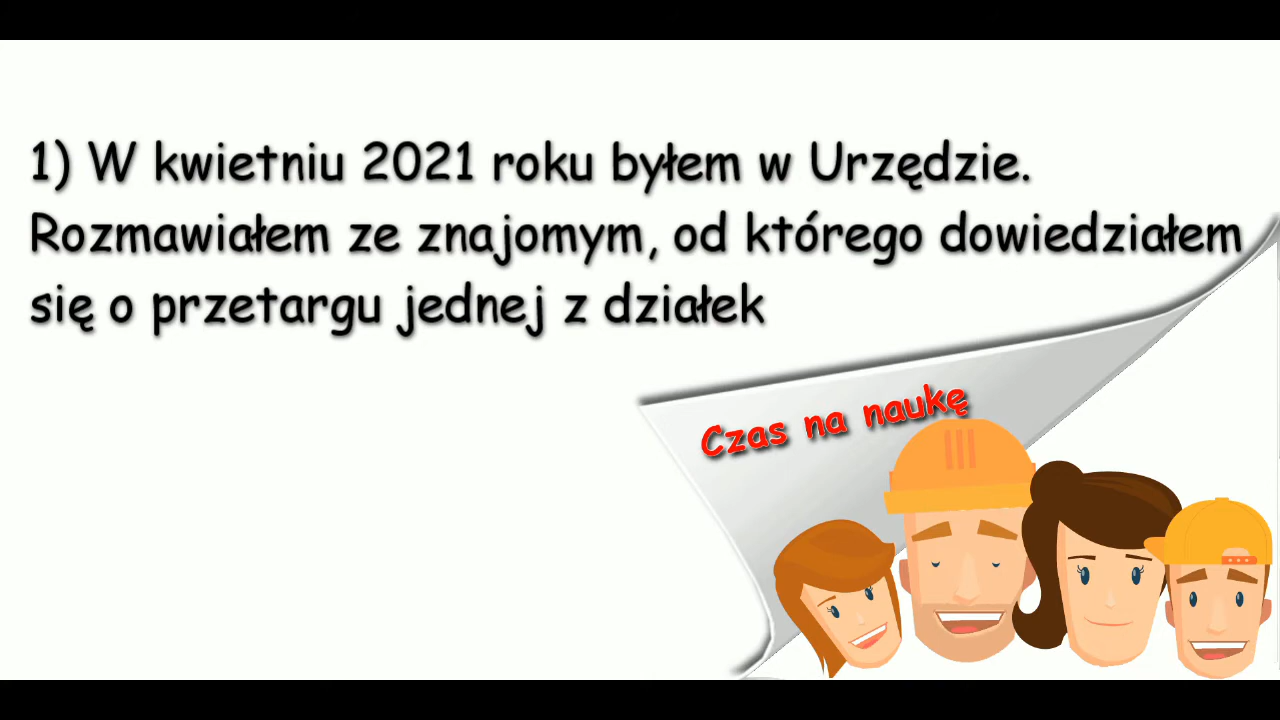 1) W kwietniu 2021 roku byłem w Urzędzie.
Rozmawiałem ze znajomym, od którego dowiedziałem
się o przetargu jednej z działek
Czas na naukę